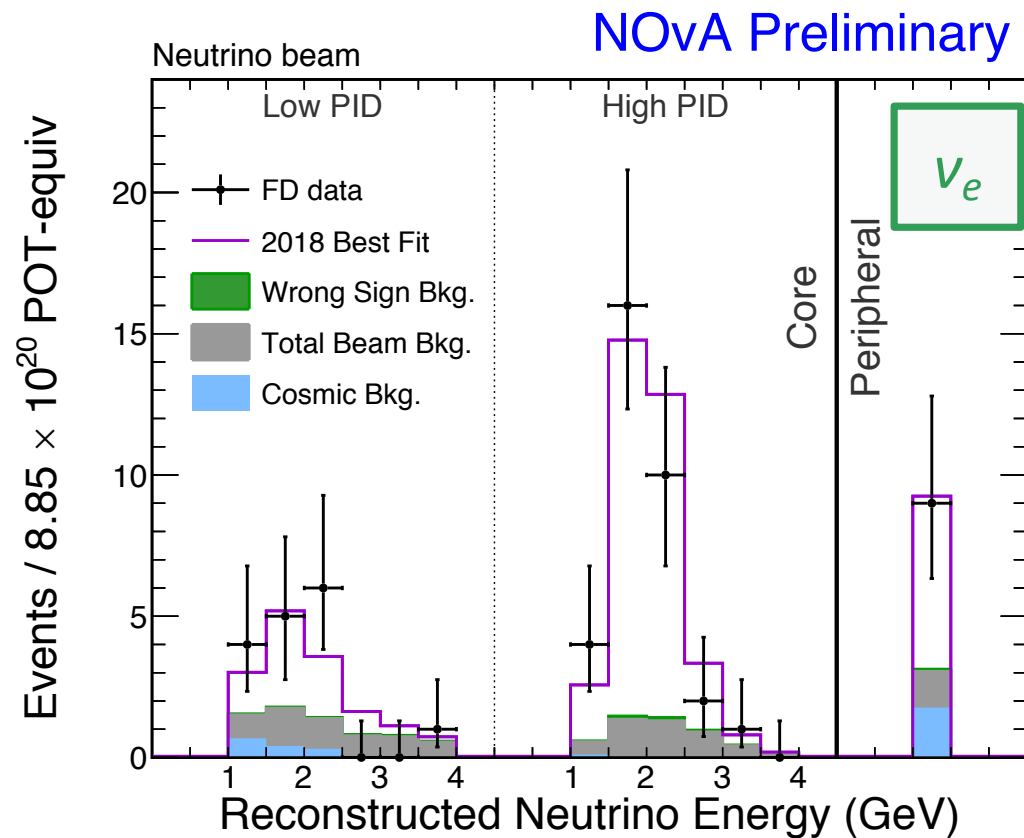 NOvA Preliminary
Neutrino beam
Low PID
High PID
ν_e
FD data
2018 Best Fit
Wrong Sign Bkg.
Total Beam Bkg.
Cosmic Bkg.
Core
Peripheral
Events / 8.85 × 10²⁰ POT-equiv
20
15
10
5
0
1 2 3 4 1 2 3 4
Reconstructed Neutrino Energy (GeV)